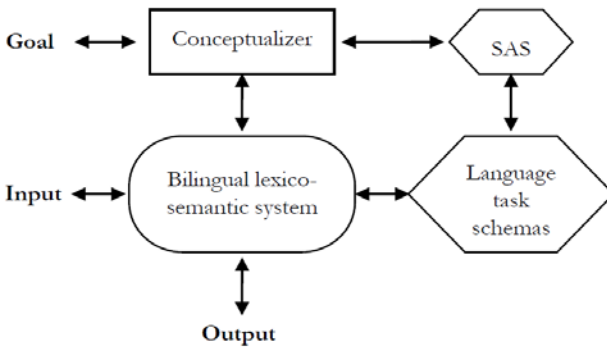 Goal
Conceptualizer
SAS
Input
Bilingual lexico-
semantic system
Language
task
schemas
Output